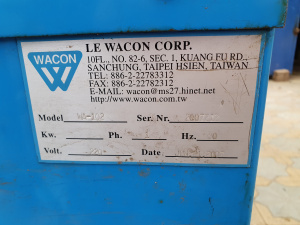 WACON
LE WACON CORP.
10FL., NO. 82-6, SEC. 1, KUANG FU RD.,
SANCHUNG, TAIPEI HSIEN, TAIWAN
TEL: 886-2-22783312
FAX: 886-2-22782212
E-MAIL: wacon@ms27.hinet.net
http://www.wacon.com.tw
Model Ser. Nr.
Kw. Ph. Hz.
Volt. Date